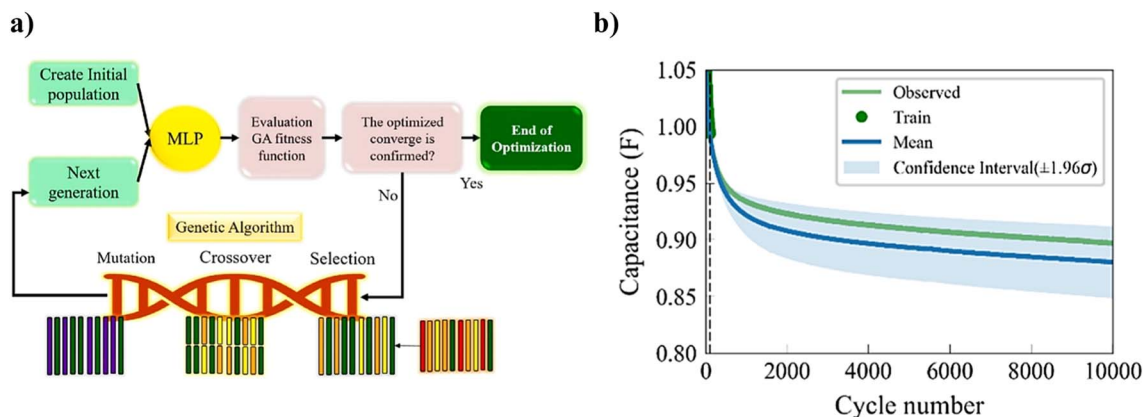 a)
Create Initial
population
MLP
Evaluation
GA fitness
function
The optimized
converge is
confirmed?
End of
Optimization
Next
generation
No
Yes
Genetic Algorithm
Mutation
Crossover
Selection
b)
Capacitance (F)
1.05
1.00
0.95
0.90
0.85
0.80
Observed
Train
Mean
Confidence Interval(±1.96σ)
0
2000
4000
6000
8000
10000
Cycle number